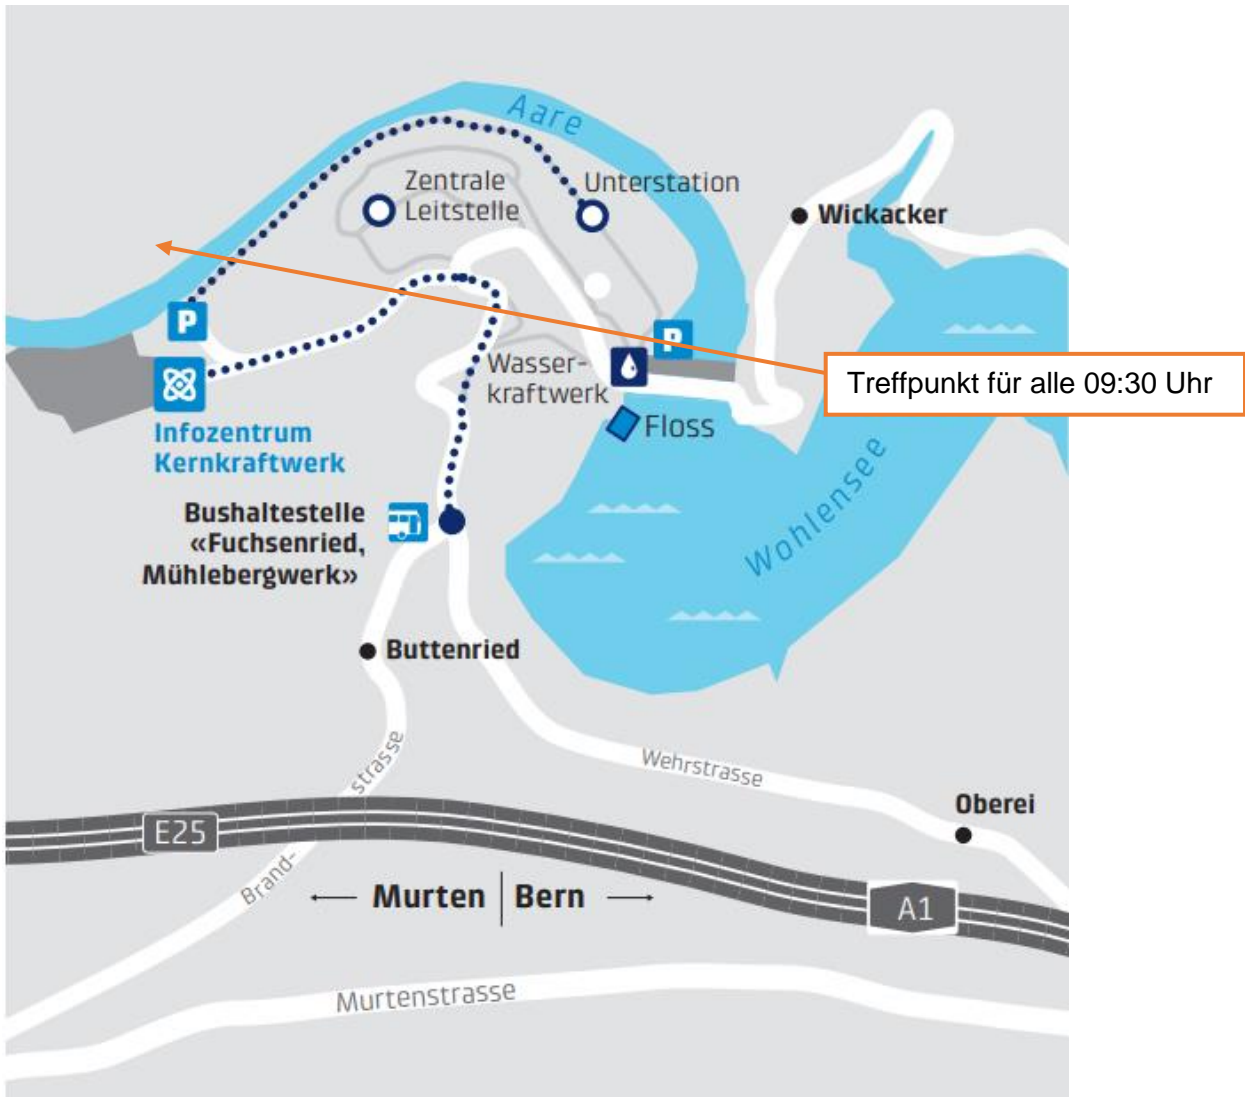 Aare
Zentrale
Leitstelle
Unterstation
Wickacker
P
P
Treffpunkt für alle 09:30 Uhr
Wasser-
kraftwerk
Floss
Infozentrum
Kernkraftwerk
Wohlensee
Bushaltestelle
«Fuchsenried,
Mühlebergwerk»
Buttenried
Wehrstrasse
Brand-
strasse
Oberei
E25
Murten
Bern
A1
Murtenstrasse